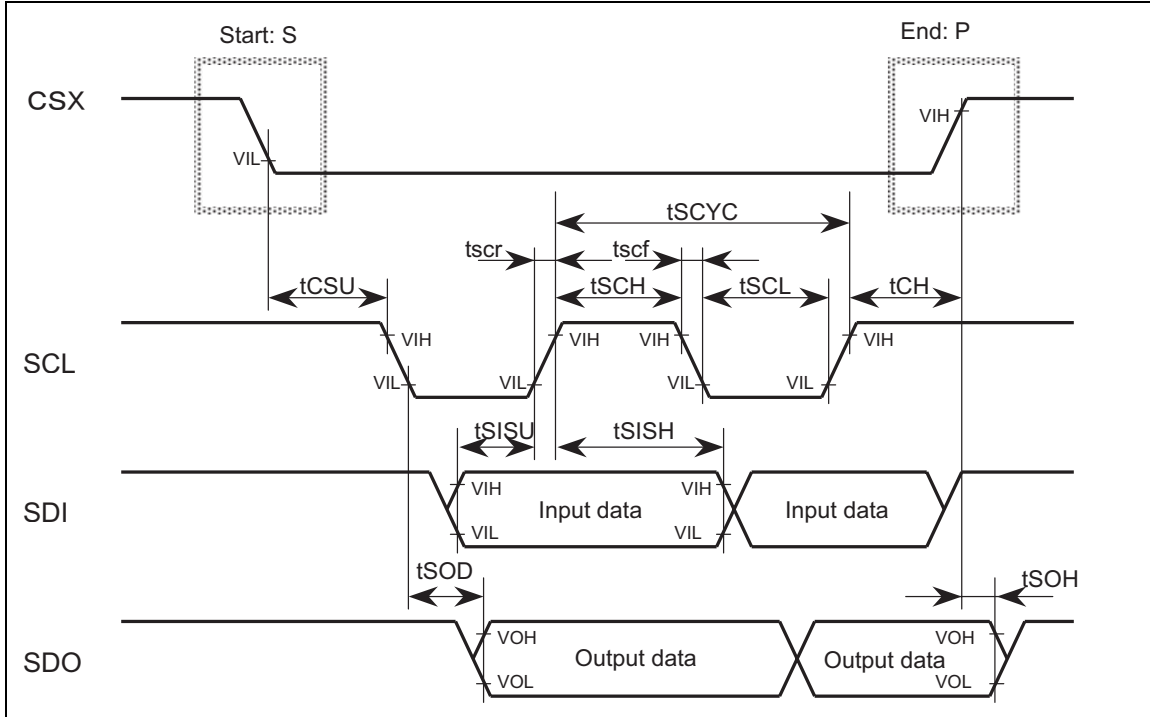 Start: S
End: P
CSX
VIL
VIH
tSCYC
tscr
tscf
tCSU
tSCH
tSCL
tCH
SCL
VIH
VIL
VIL
VIH
VIH
VIL
VIL
VIH
tSISU
tSISH
SDI
VIH
VIL
Input data
VIH
VIL
Input data
tSOD
tSOH
SDO
VOH
VOL
Output data
Output data
VOH
VOL